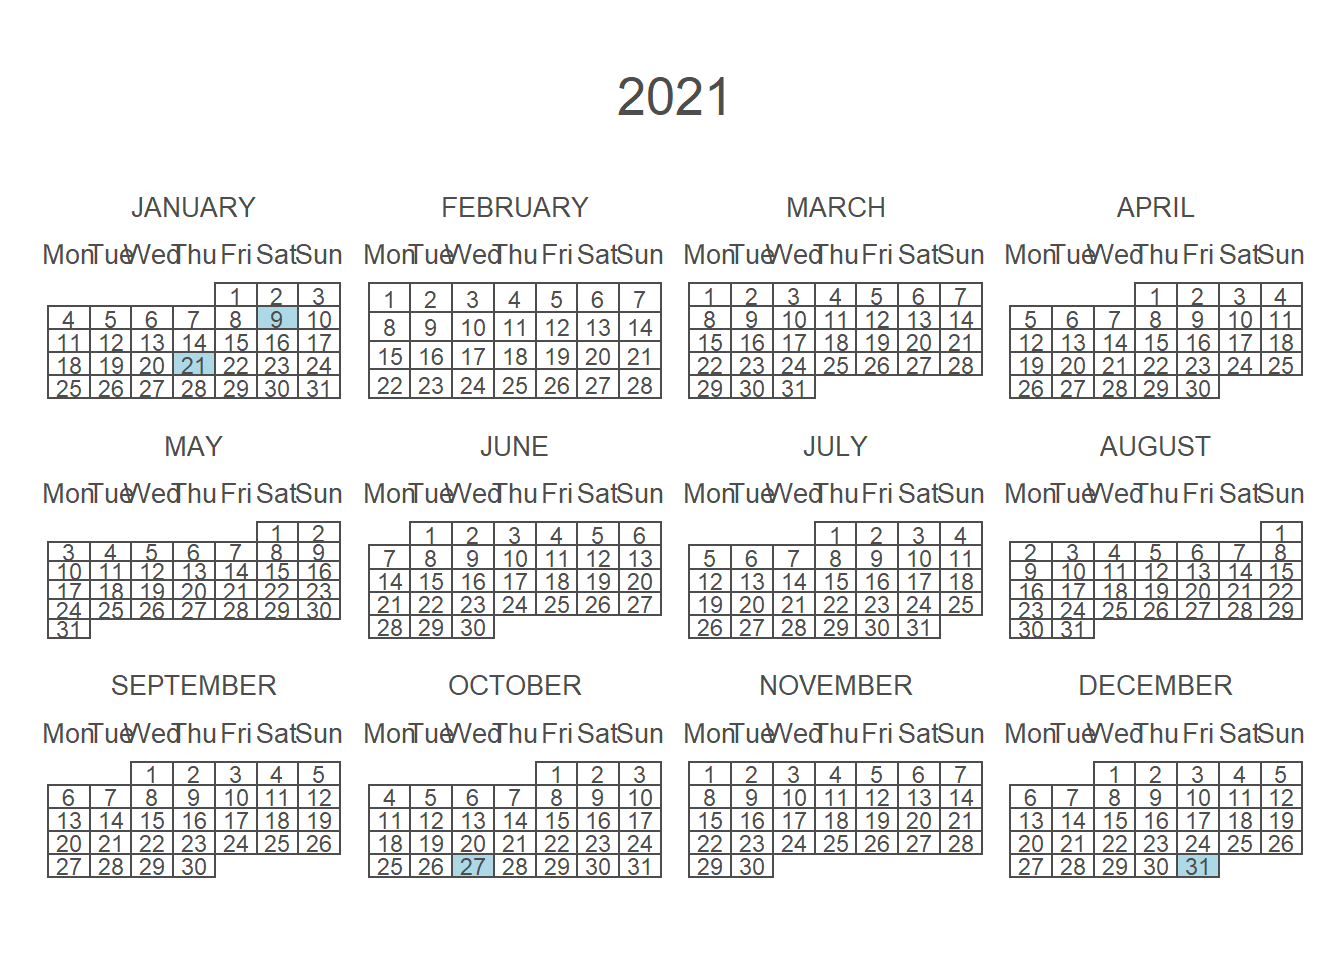 2021
JANUARY FEBRUARY MARCH APRIL
Mon Tue Wed Thu Fri Sat Sun Mon Tue Wed Thu Fri Sat Sun Mon Tue Wed Thu Fri Sat Sun Mon Tue Wed Thu Fri Sat Sun
1 2 3 1 2 3 4 5 6 7 1 2 3 4 5 6 7 1 2 3 4
4 5 6 7 8 9 10 8 9 10 11 12 13 14 8 9 10 11 12 13 14 5 6 7 8 9 10 11
11 12 13 14 15 16 17 15 16 17 18 19 20 21 15 16 17 18 19 20 21 12 13 14 15 16 17 18
18 19 20 21 22 23 24 22 23 24 25 26 27 28 22 23 24 25 26 27 28 19 20 21 22 23 24 25
25 26 27 28 29 30 31 29 30 31 26 27 28 29 30
MAY JUNE JULY AUGUST
Mon Tue Wed Thu Fri Sat Sun Mon Tue Wed Thu Fri Sat Sun Mon Tue Wed Thu Fri Sat Sun Mon Tue Wed Thu Fri Sat Sun
1 2 1 2 3 4 5 6 1 2 3 4 1
3 4 5 6 7 8 9 7 8 9 10 11 12 13 5 6 7 8 9 10 11 2 3 4 5 6 7 8
10 11 12 13 14 15 16 14 15 16 17 18 19 20 12 13 14 15 16 17 18 9 10 11 12 13 14 15
17 18 19 20 21 22 23 21 22 23 24 25 26 27 19 20 21 22 23 24 25 16 17 18 19 20 21 22
24 25 26 27 28 29 30 28 29 30 26 27 28 29 30 31 23 24 25 26 27 28 29
31 30 31
SEPTEMBER OCTOBER NOVEMBER DECEMBER
Mon Tue Wed Thu Fri Sat Sun Mon Tue Wed Thu Fri Sat Sun Mon Tue Wed Thu Fri Sat Sun Mon Tue Wed Thu Fri Sat Sun
1 2 3 4 5 1 2 3 1 2 3 4 5 6 7 1 2 3 4 5
6 7 8 9 10 11 12 4 5 6 7 8 9 10 8 9 10 11 12 13 14 6 7 8 9 10 11 12
13 14 15 16 17 18 19 11 12 13 14 15 16 17 15 16 17 18 19 20 21 13 14 15 16 17 18 19
20 21 22 23 24 25 26 18 19 20 21 22 23 24 22 23 24 25 26 27 28 20 21 22 23 24 25 26
27 28 29 30 25 26 27 28 29 30 31 29 30 27 28 29 30 31